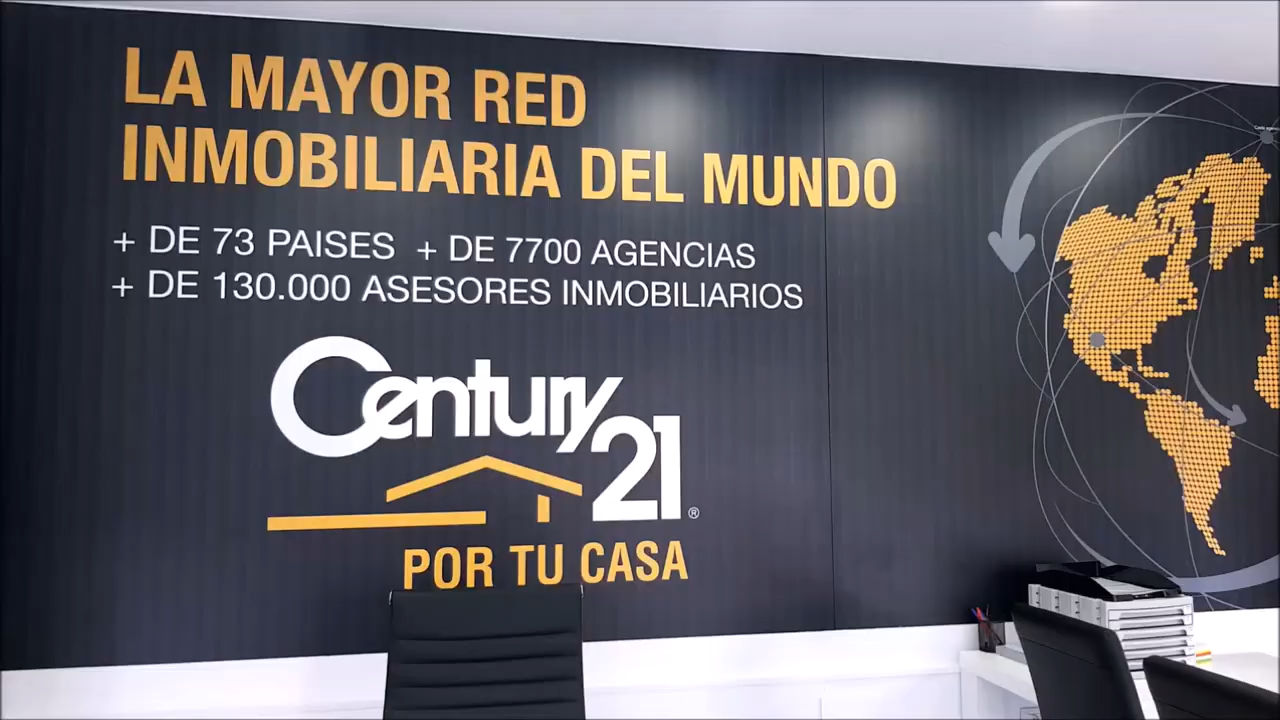 LA MAYOR RED
INMOBILIARIA DEL MUNDO
+ DE 73 PAISES + DE 7700 AGENCIAS
+ DE 130.000 ASESORES INMOBILIARIOS
Century
21®
POR TU CASA